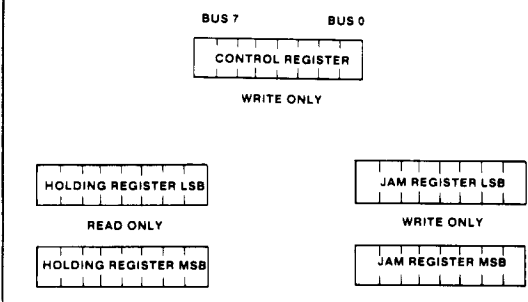 BUS 7 BUS 0
CONTROL REGISTER
WRITE ONLY
HOLDING REGISTER LSB JAM REGISTER LSB
READ ONLY WRITE ONLY
HOLDING REGISTER MSB JAM REGISTER MSB